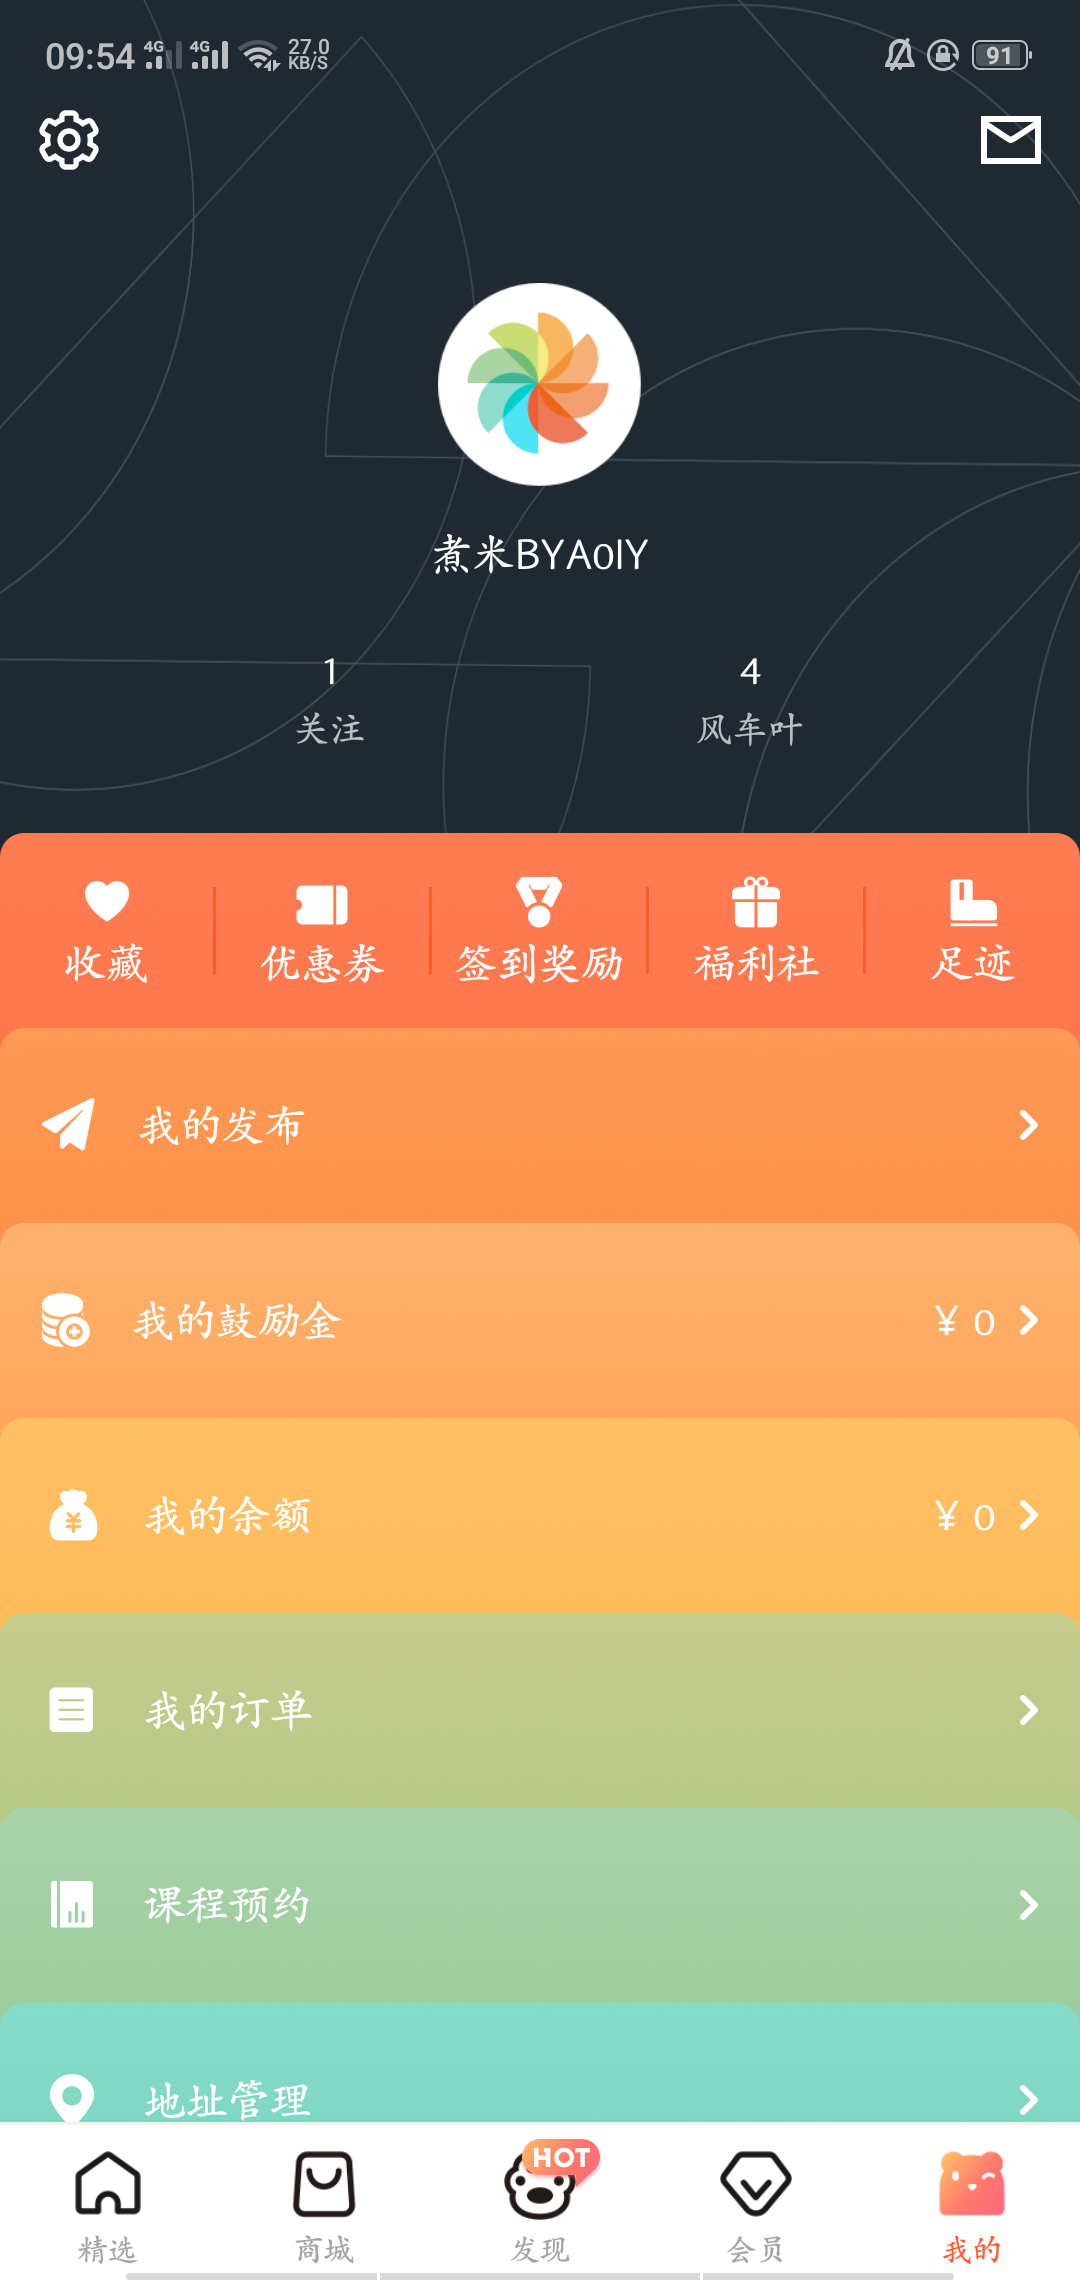 09:54 4G 4G 27.0 KB/S 91
煮米BYA0IY
1 4
关注 风车叶
收藏 优惠券 签到奖励 福利社 足迹
我的发布
我的鼓励金 ¥ 0
我的余额 ¥ 0
我的订单
课程预约
地址管理
HOT
精选 商城 发现 会员 我的